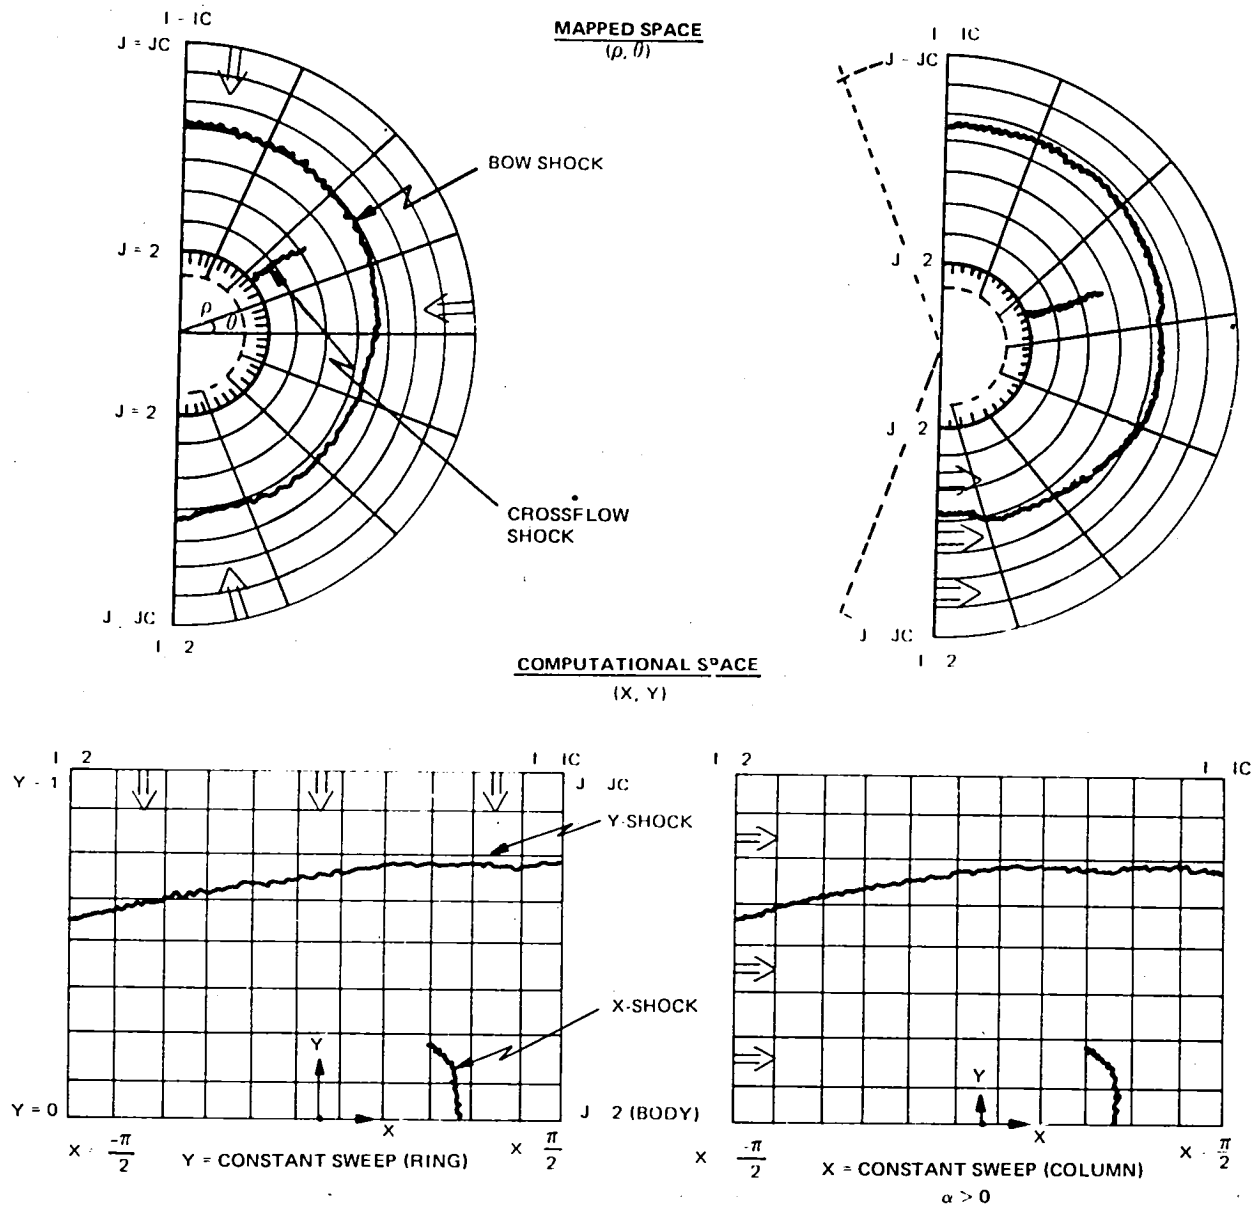 MAPPED SPACE
(ρ, θ)
I - IC
J = JC
BOW SHOCK
J = 2
ρ
θ
J = 2
CROSSFLOW
SHOCK
J JC
I 2
I IC
J - JC
J 2
J 2
J JC
I 2
COMPUTATIONAL SPACE
(X, Y)
I 2
I IC
Y - 1
J JC
Y-SHOCK
X-SHOCK
Y
Y = 0
X
J 2 (BODY)
X -π/2
Y = CONSTANT SWEEP (RING)
X π/2
I 2
I IC
Y
X
X -π/2
X = CONSTANT SWEEP (COLUMN)
X π/2
α > 0